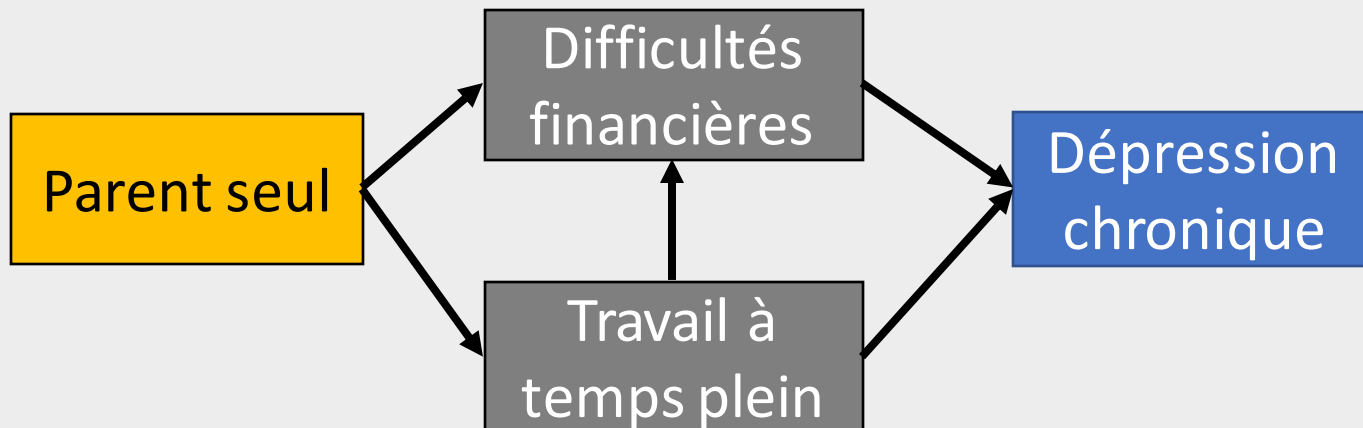 Difficultés
financières
Parent seul
Dépression
chronique
Travail à
temps plein